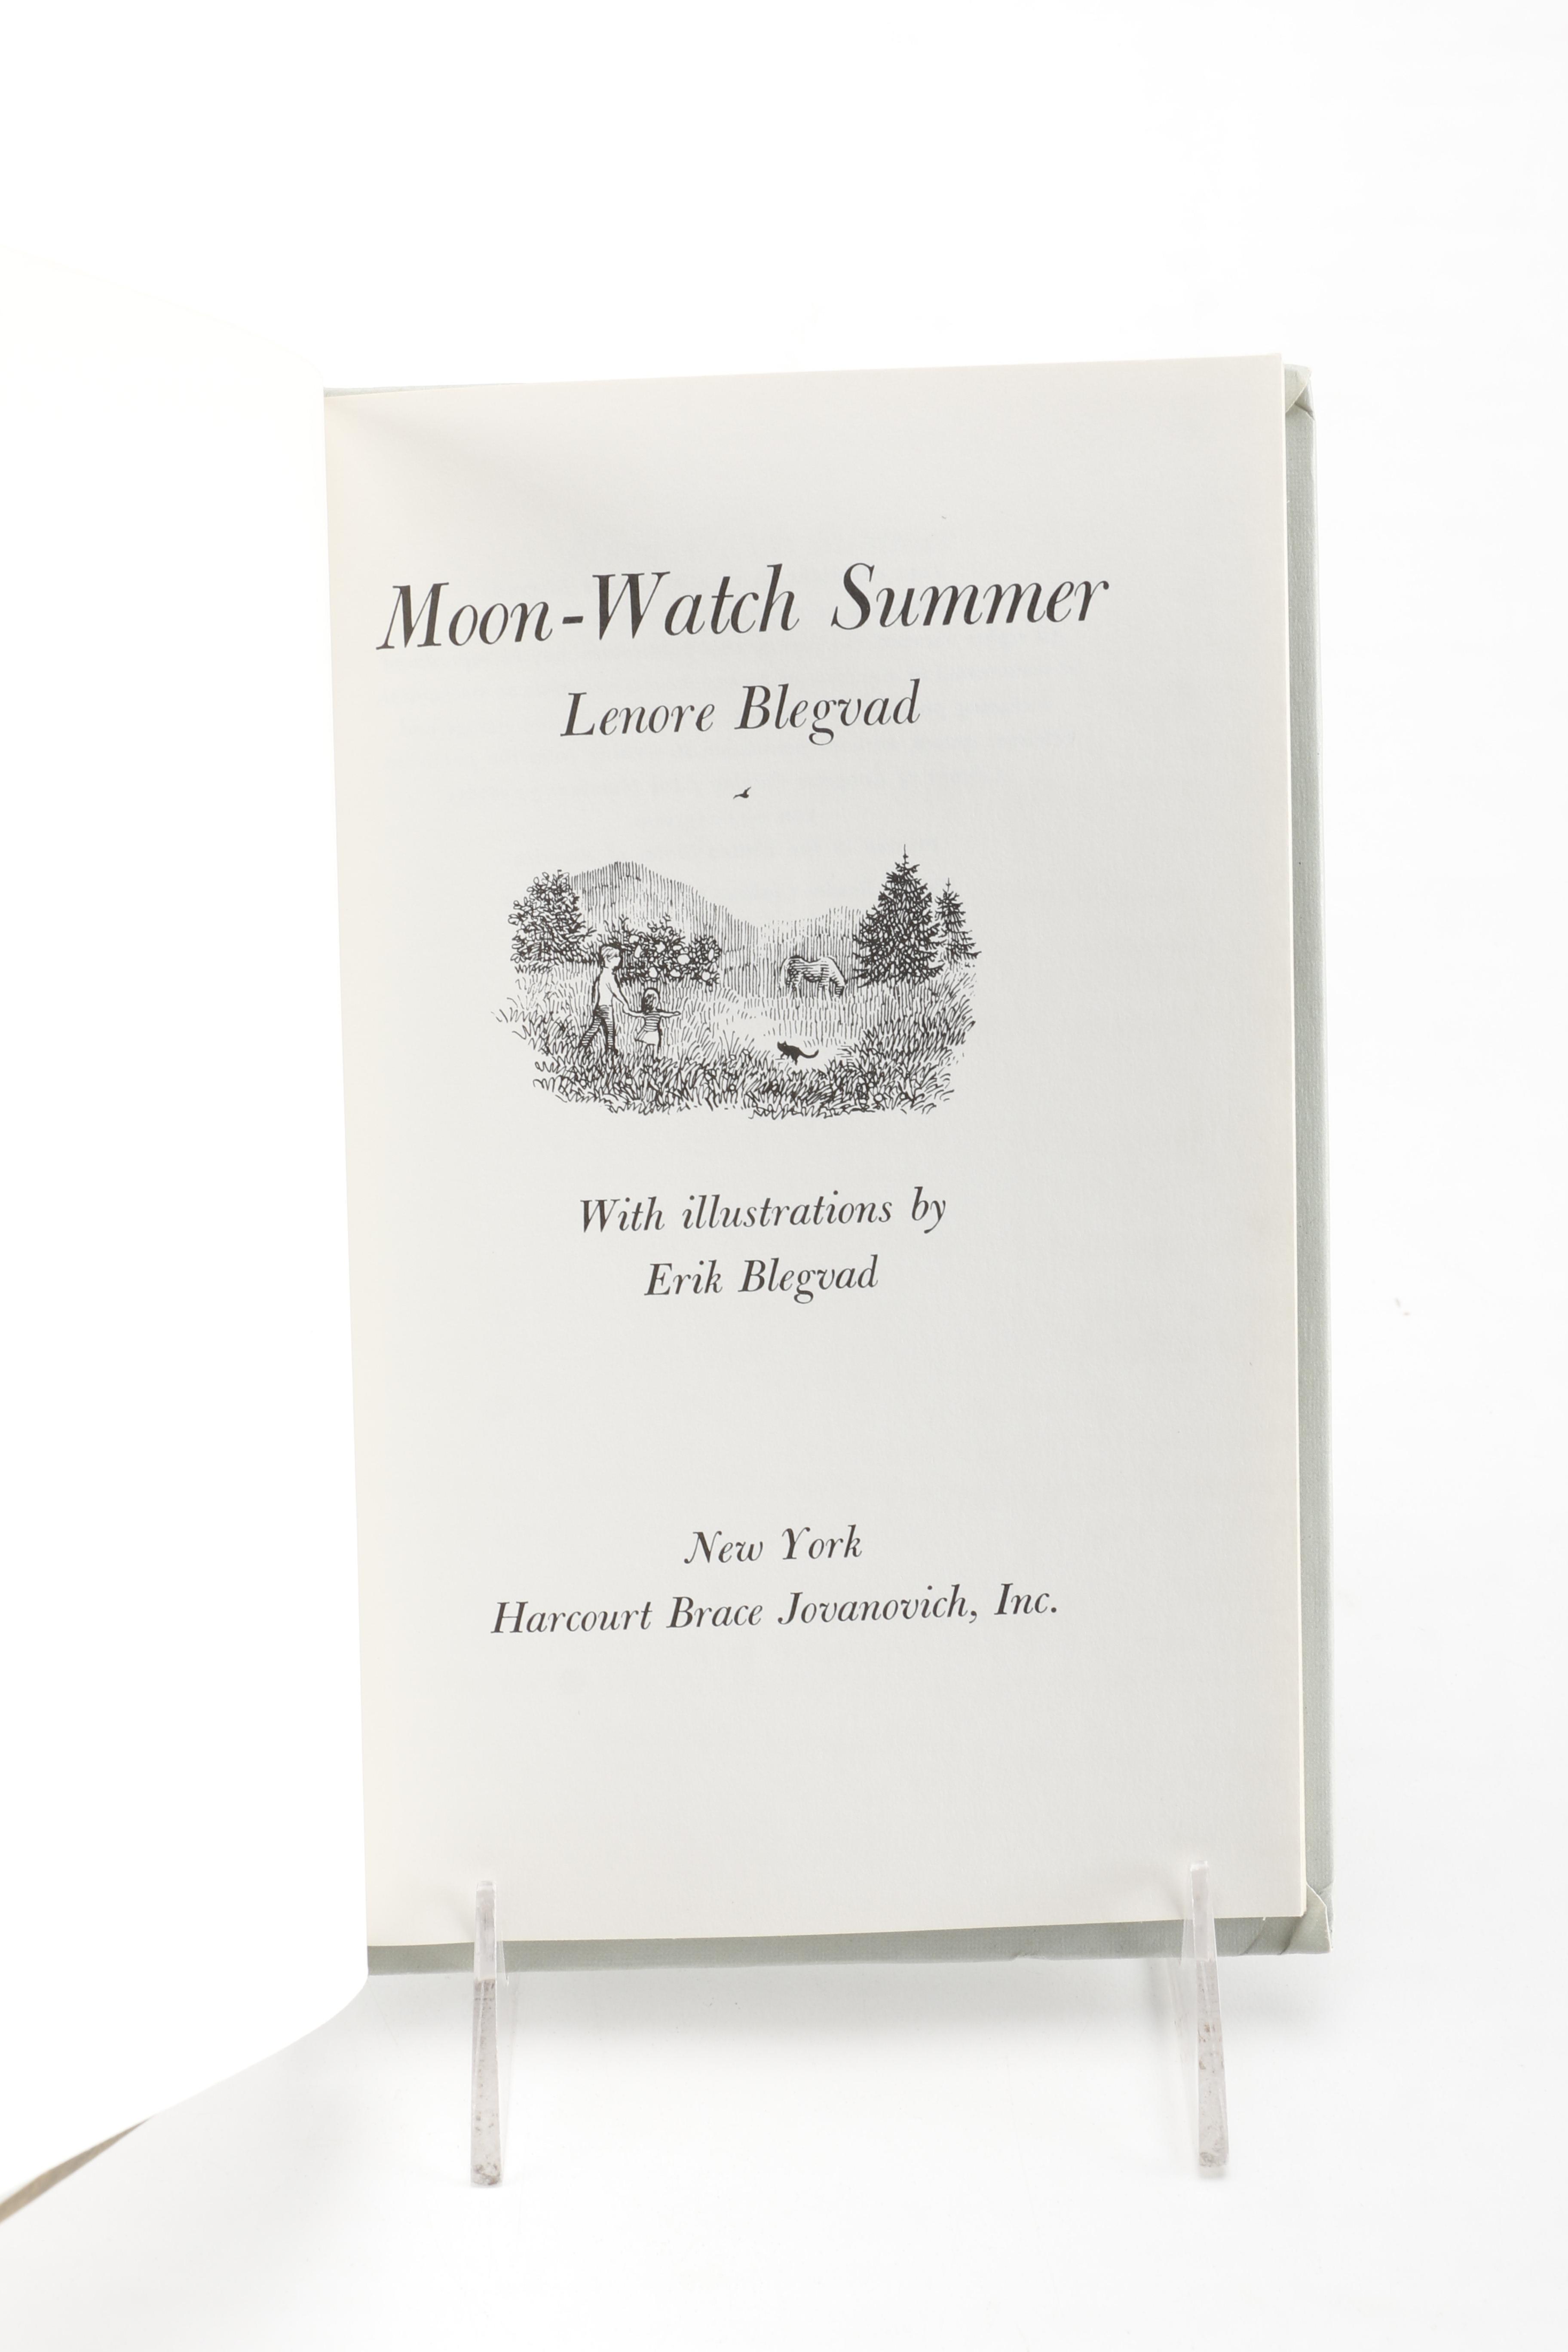 Moon-Watch Summer
Lenore Blegvad
With illustrations by
Erik Blegvad
New York
Harcourt Brace Jovanovich, Inc.